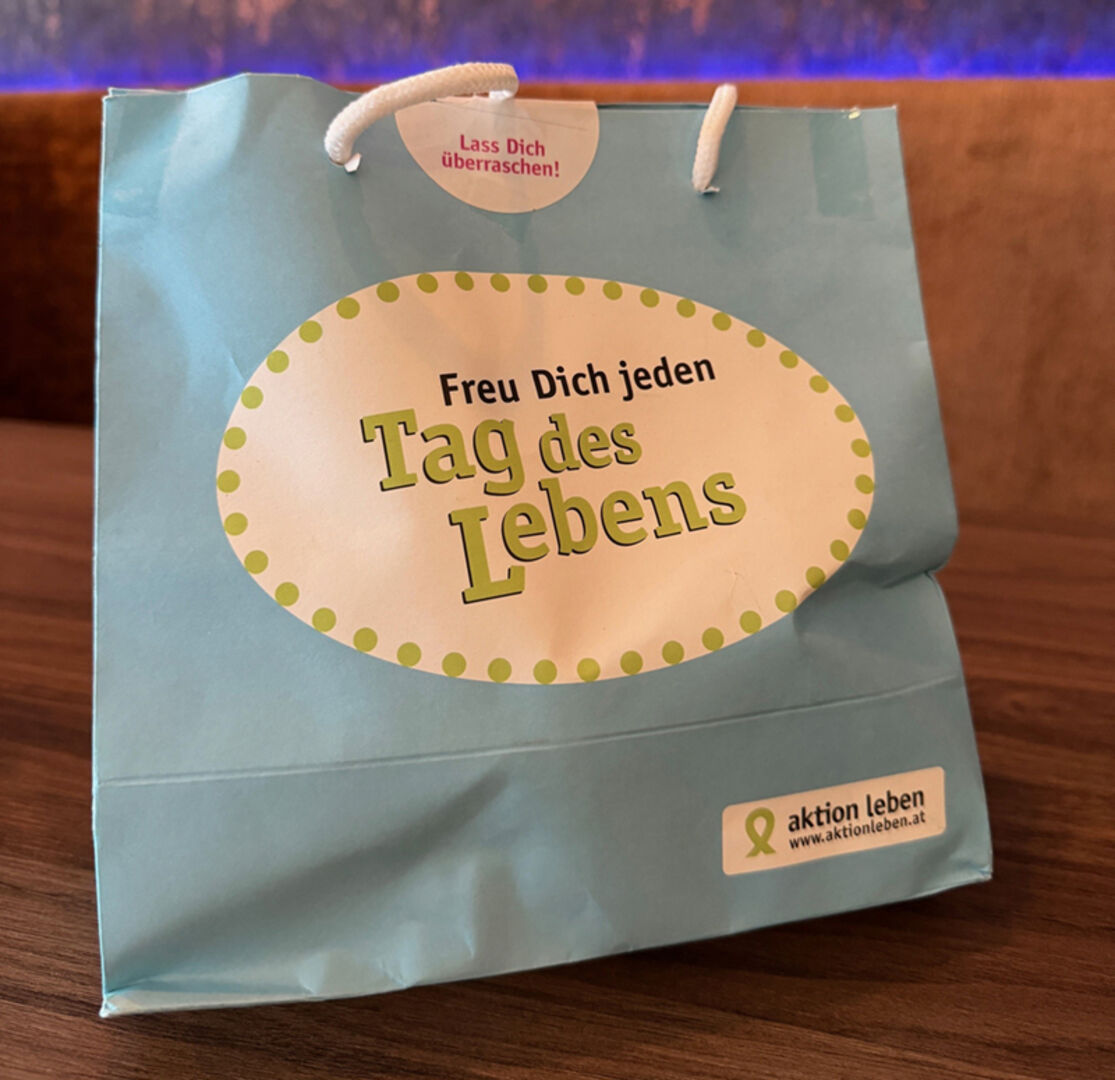 Lass Dich
überraschen!
Freu Dich jeden
Tag des
Lebens
aktion leben
www.aktionleben.at